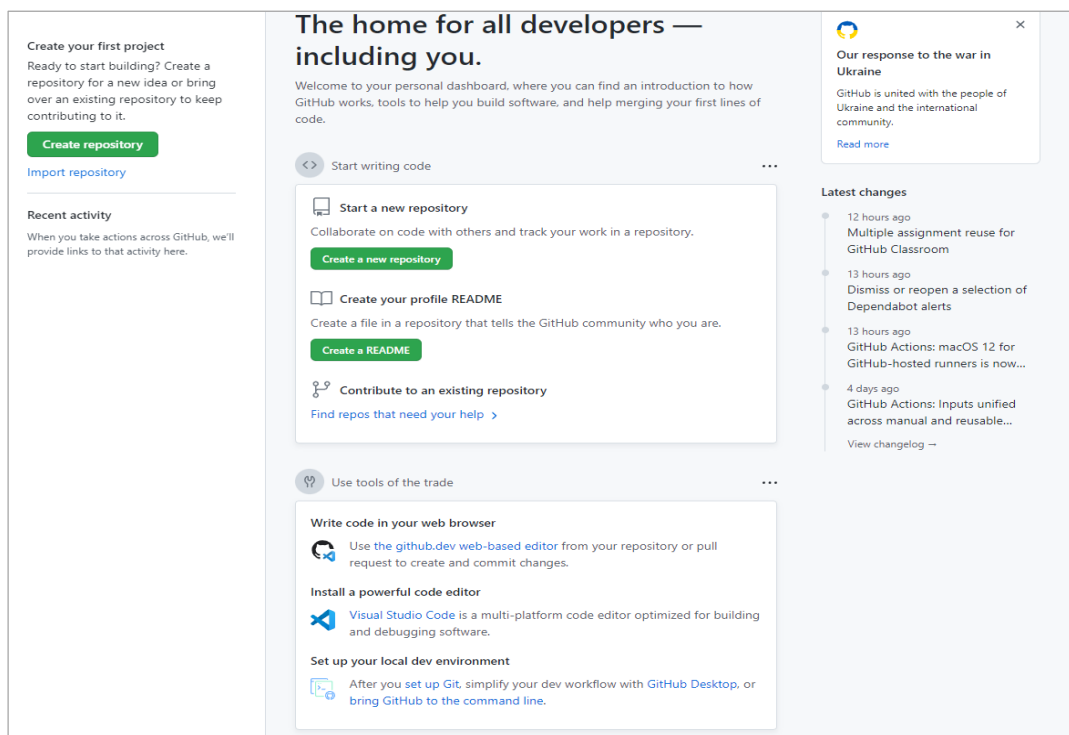 Create your first project
Ready to start building? Create a
repository for a new idea or bring
over an existing repository to keep
contributing to it.
Create repository
Import repository
Recent activity
When you take actions across GitHub, we'll
provide links to that activity here.
The home for all developers —
including you.
Welcome to your personal dashboard, where you can find an introduction to how
GitHub works, tools to help you build software, and help merging your first lines of
code.
Start writing code
Start a new repository
Collaborate on code with others and track your work in a repository.
Create a new repository
Create your profile README
Create a file in a repository that tells the GitHub community who you are.
Create a README
Contribute to an existing repository
Find repos that need your help >
Use tools of the trade
Write code in your web browser
Use the github.dev web-based editor from your repository or pull
request to create and commit changes.
Install a powerful code editor
Visual Studio Code is a multi-platform code editor optimized for building
and debugging software.
Set up your local dev environment
After you set up Git, simplify your dev workflow with GitHub Desktop, or
bring GitHub to the command line.
Our response to the war in
Ukraine
GitHub is united with the people of
Ukraine and the international
community.
Read more
Latest changes
12 hours ago
Multiple assignment reuse for
GitHub Classroom
13 hours ago
Dismiss or reopen a selection of
Dependabot alerts
13 hours ago
GitHub Actions: macOS 12 for
GitHub-hosted runners is now...
4 days ago
GitHub Actions: Inputs unified
across manual and reusable...
View changelog →